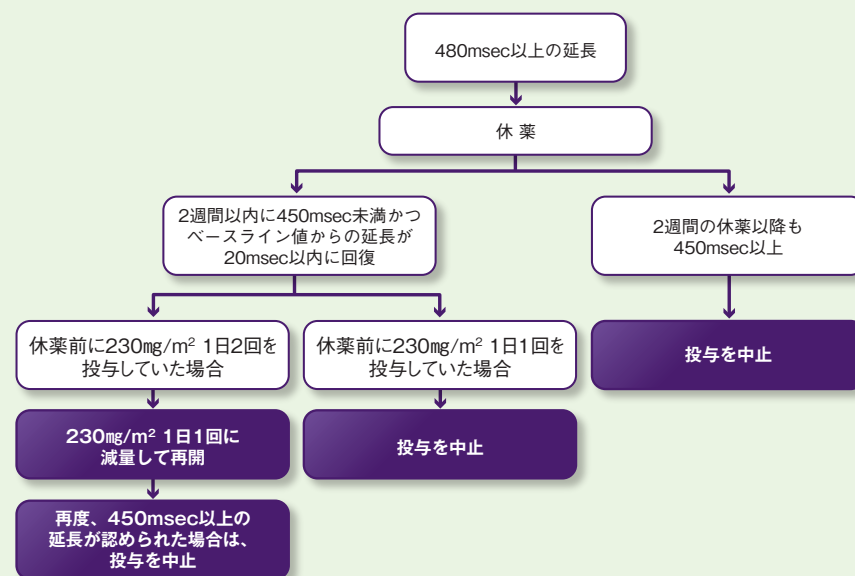 480msec以上の延長
休 薬
2週間以内に450msec未満かつ
ベースライン値からの延長が
20msec以内に回復
2週間の休薬以降も
450msec以上
休薬前に230㎎/m² 1日2回を
投与していた場合
休薬前に230㎎/m² 1日1回を
投与していた場合
投与を中止
230㎎/m² 1日1回に
減量して再開
投与を中止
再度、450msec以上の
延長が認められた場合は、
投与を中止